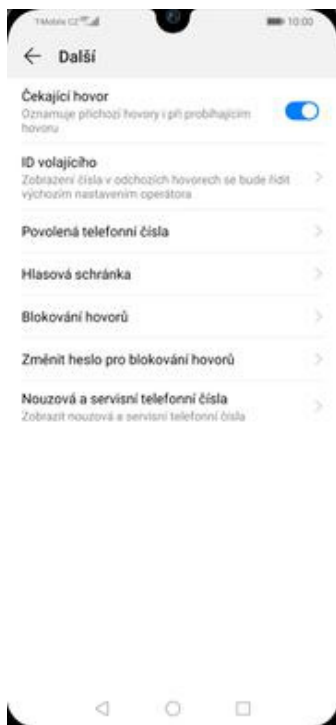 T-Mobile CZ
10:00
Další
Čekající hovor
Oznamuje příchozí hovory i při probíhajícím
hovoru
ID volajícího
Zobrazení čísla v odchozích hovorech se bude řídit
výchozím nastavením operátora
Povolená telefonní čísla
Hlasová schránka
Blokování hovorů
Změnit heslo pro blokování hovorů
Nouzová a servisní telefonní čísla
Zobrazit nouzová a servisní telefonní čísla